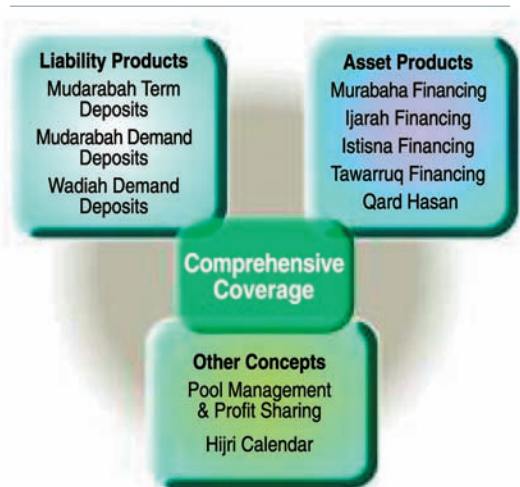 Liability Products
Mudarabah Term
Deposits
Mudarabah Demand
Deposits
Wadiah Demand
Deposits
Asset Products
Murabaha Financing
Ijarah Financing
Istisna Financing
Tawarruq Financing
Qard Hasan
Comprehensive
Coverage
Other Concepts
Pool Management
& Profit Sharing
Hijri Calendar